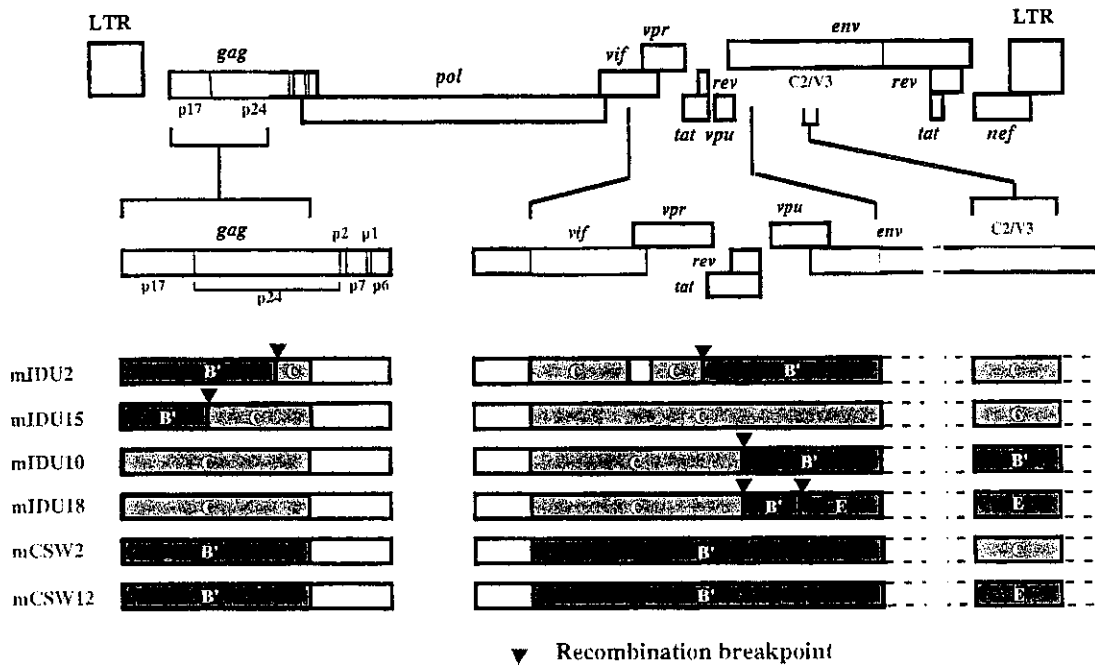 LTR
gag
pol
vif
vpr
env
LTR
p17
p24
tat
rev
vpu
C2/V3
rev
tat
nef
gag
p2
p1
p17
p24
p7
p6
vif
vpr
rev
tat
vpu
env
C2/V3
mIDU2
B'
C
C
C
B'
C
mIDU15
B'
C
C
C
mIDU10
C
C
B'
B'
mIDU18
C
C
B'
E
E
mCSW2
B'
B'
C
mCSW12
B'
B'
E
Recombination breakpoint